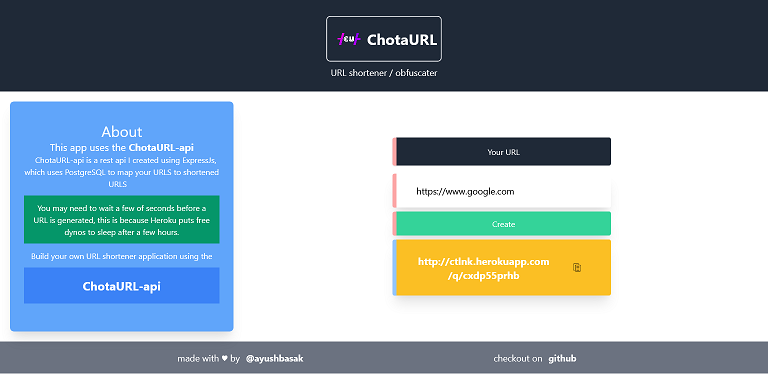 ChotaURL
URL shortener / obfuscater
About
This app uses the ChotaURL-api
ChotaURL-api is a rest api I created using ExpressJs,
which uses PostgreSQL to map your URLS to shortened
URLS
You may need to wait a few of seconds before a
URL is generated, this is because Heroku puts free
dynos to sleep after a few hours.
Build your own URL shortener application using the
ChotaURL-api
Your URL
https://www.google.com
Create
http://ctlnk.herokuapp.com
/q/cxdp55prhb
made with ♥ by @ayushbasak
checkout on github